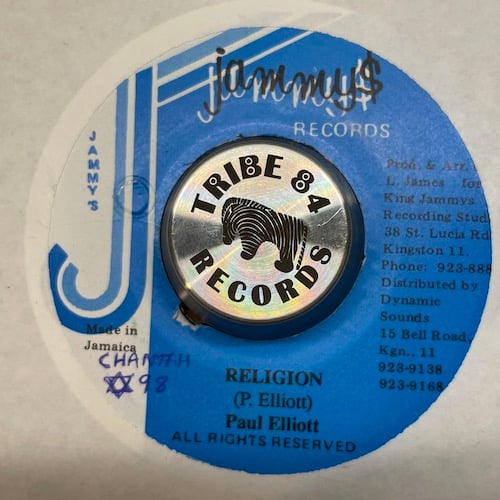 jammy$
Jammy$
RECORDS
JAMMY'S
TRIBE 84
RECORDS
Prod. & Arr.
L. James for
King Jammys
Recording Stud
38 St. Lucia Rd
Kingston 11.
Phone: 923-888
Distributed by
Dynamic
Sounds
15 Bell Road,
Kgn., 11
923-9138
923-9168
Made in
Jamaica
98
RELIGION
(P. Elliott)
Paul Elliott
ALL RIGHTS RESERVED